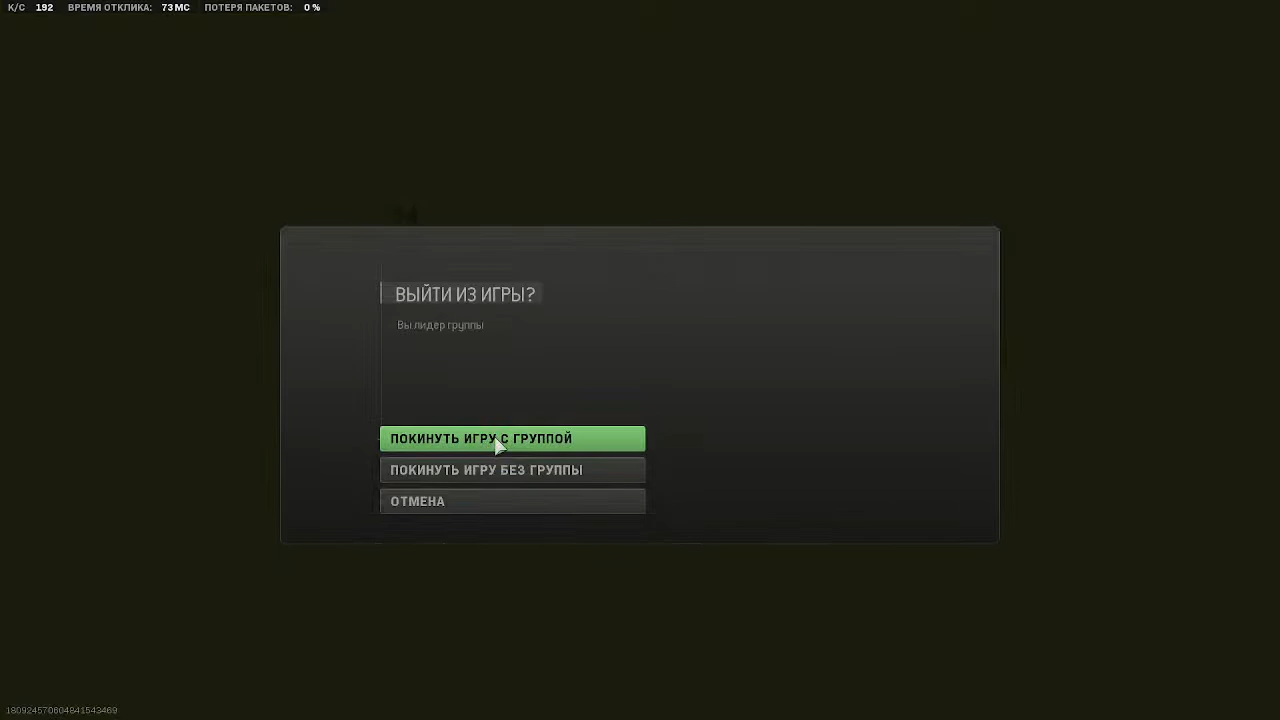 К/С 192 ВРЕМЯ ОТКЛИКА: 73 МС ПОТЕРЯ ПАКЕТОВ: 0 %
ВЫЙТИ ИЗ ИГРЫ?
Вы лидер группы
ПОКИНУТЬ ИГРУ С ГРУППОЙ
ПОКИНУТЬ ИГРУ БЕЗ ГРУППЫ
ОТМЕНА